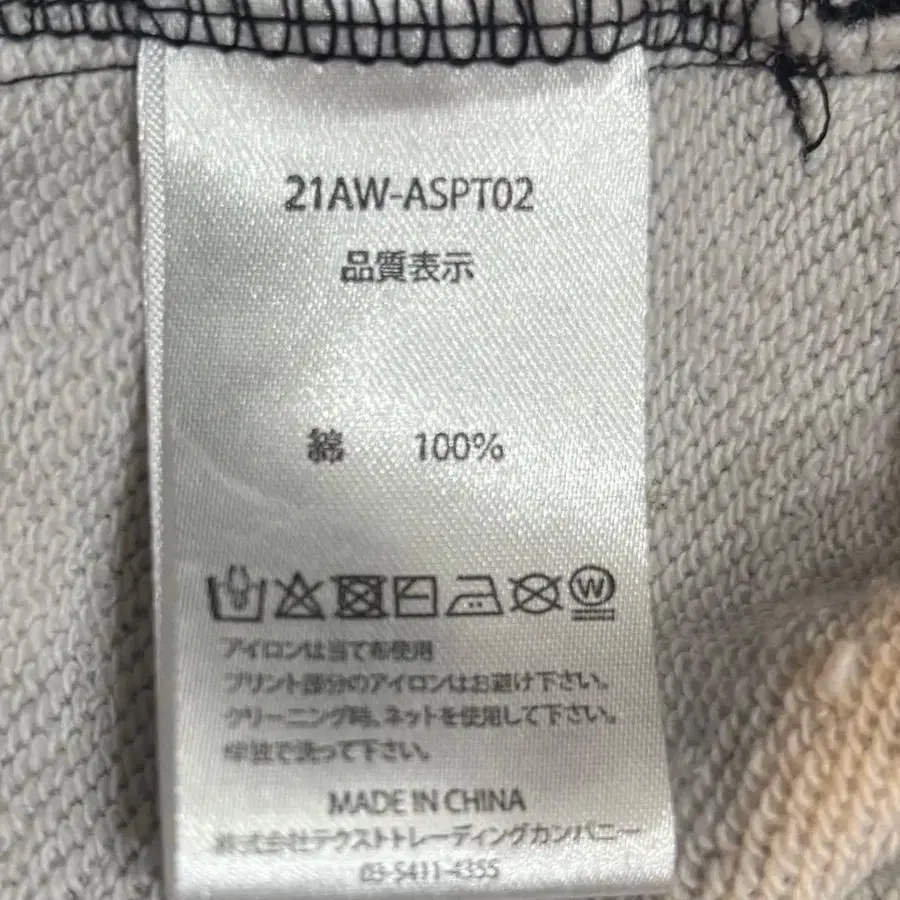 21AW-ASPT02
品質表示
綿 100%
W
アイロンは当て布使用
プリント部分のアイロンはお避け下さい。
クリーニング時、ネットを使用して下さい。
単独で洗って下さい。
MADE IN CHINA
株式会社テクストトレーディングカンパニー
03-5411-4355